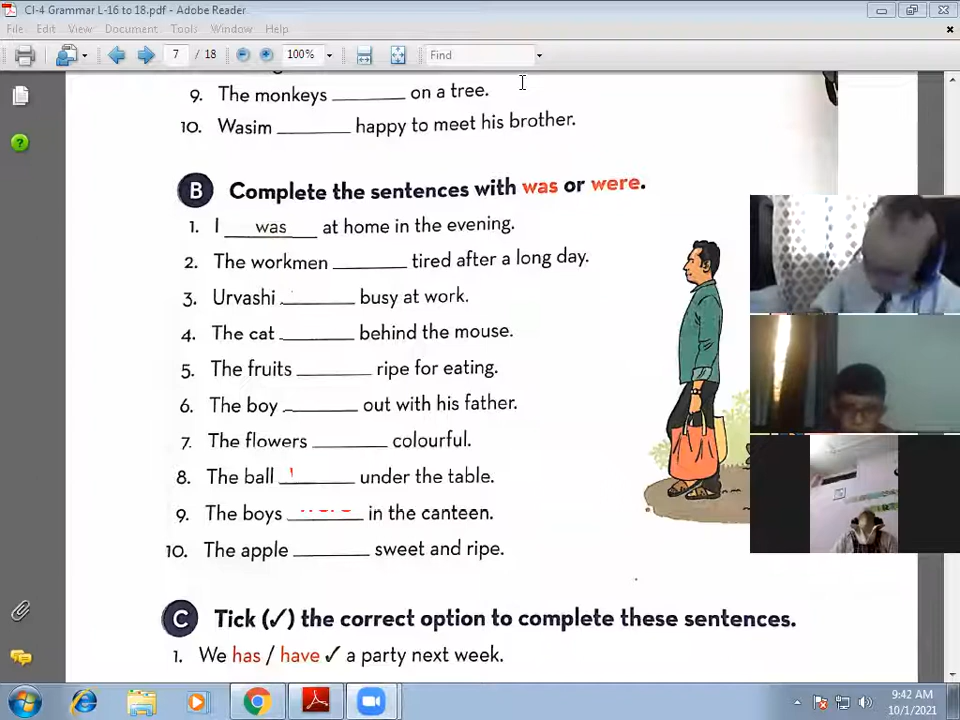 CI-4 Grammar L-16 to 18.pdf - Adobe Reader
File Edit View Document Tools Window Help
7 / 18 100% Find
9. The monkeys ________ on a tree.
10. Wasim ________ happy to meet his brother.
B Complete the sentences with was or were.
1. I ___was___ at home in the evening.
2. The workmen ________ tired after a long day.
3. Urvashi ________ busy at work.
4. The cat ________ behind the mouse.
5. The fruits ________ ripe for eating.
6. The boy ________ out with his father.
7. The flowers ________ colourful.
8. The ball ________ under the table.
9. The boys ________ in the canteen.
10. The apple ________ sweet and ripe.
C Tick (✓) the correct option to complete these sentences.
1. We has / have ✓ a party next week.
9:42 AM
10/1/2021